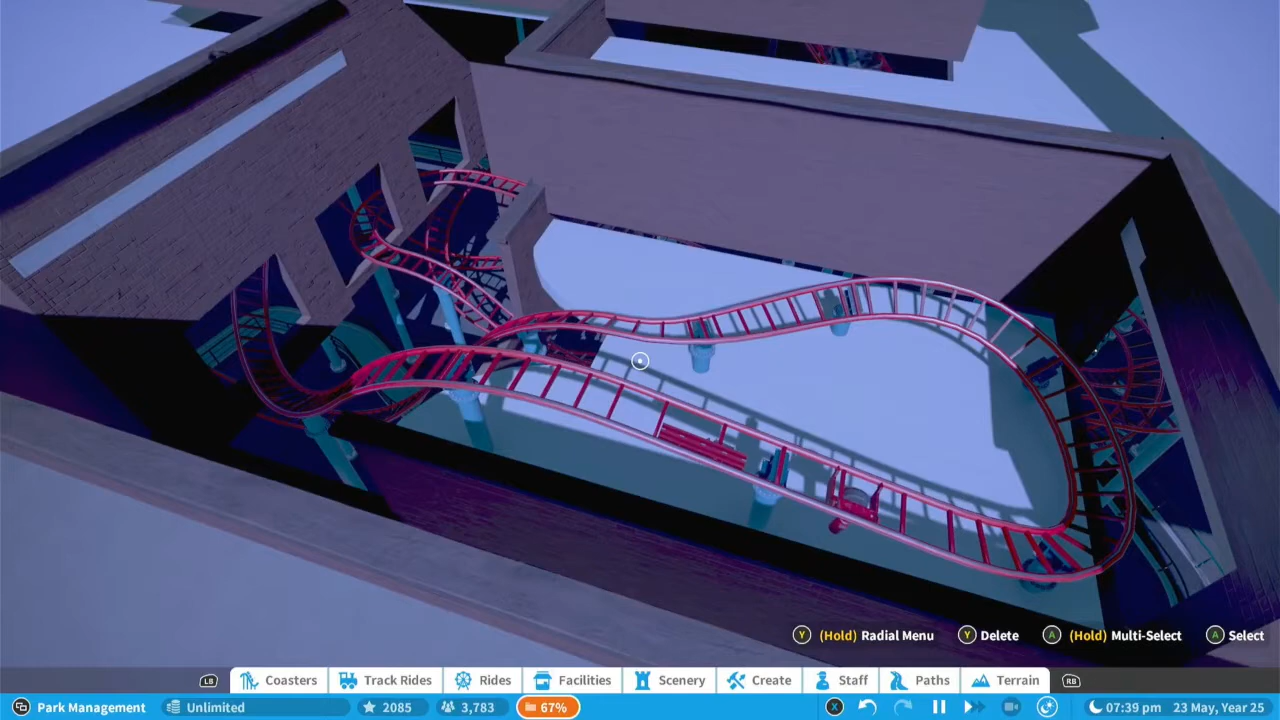 Y (Hold) Radial Menu Y Delete A (Hold) Multi-Select A Select
LB Coasters Track Rides Rides Facilities Scenery Create Staff Paths Terrain RB
Park Management Unlimited 2085 3,783 67% X 07:39 pm 23 May, Year 25